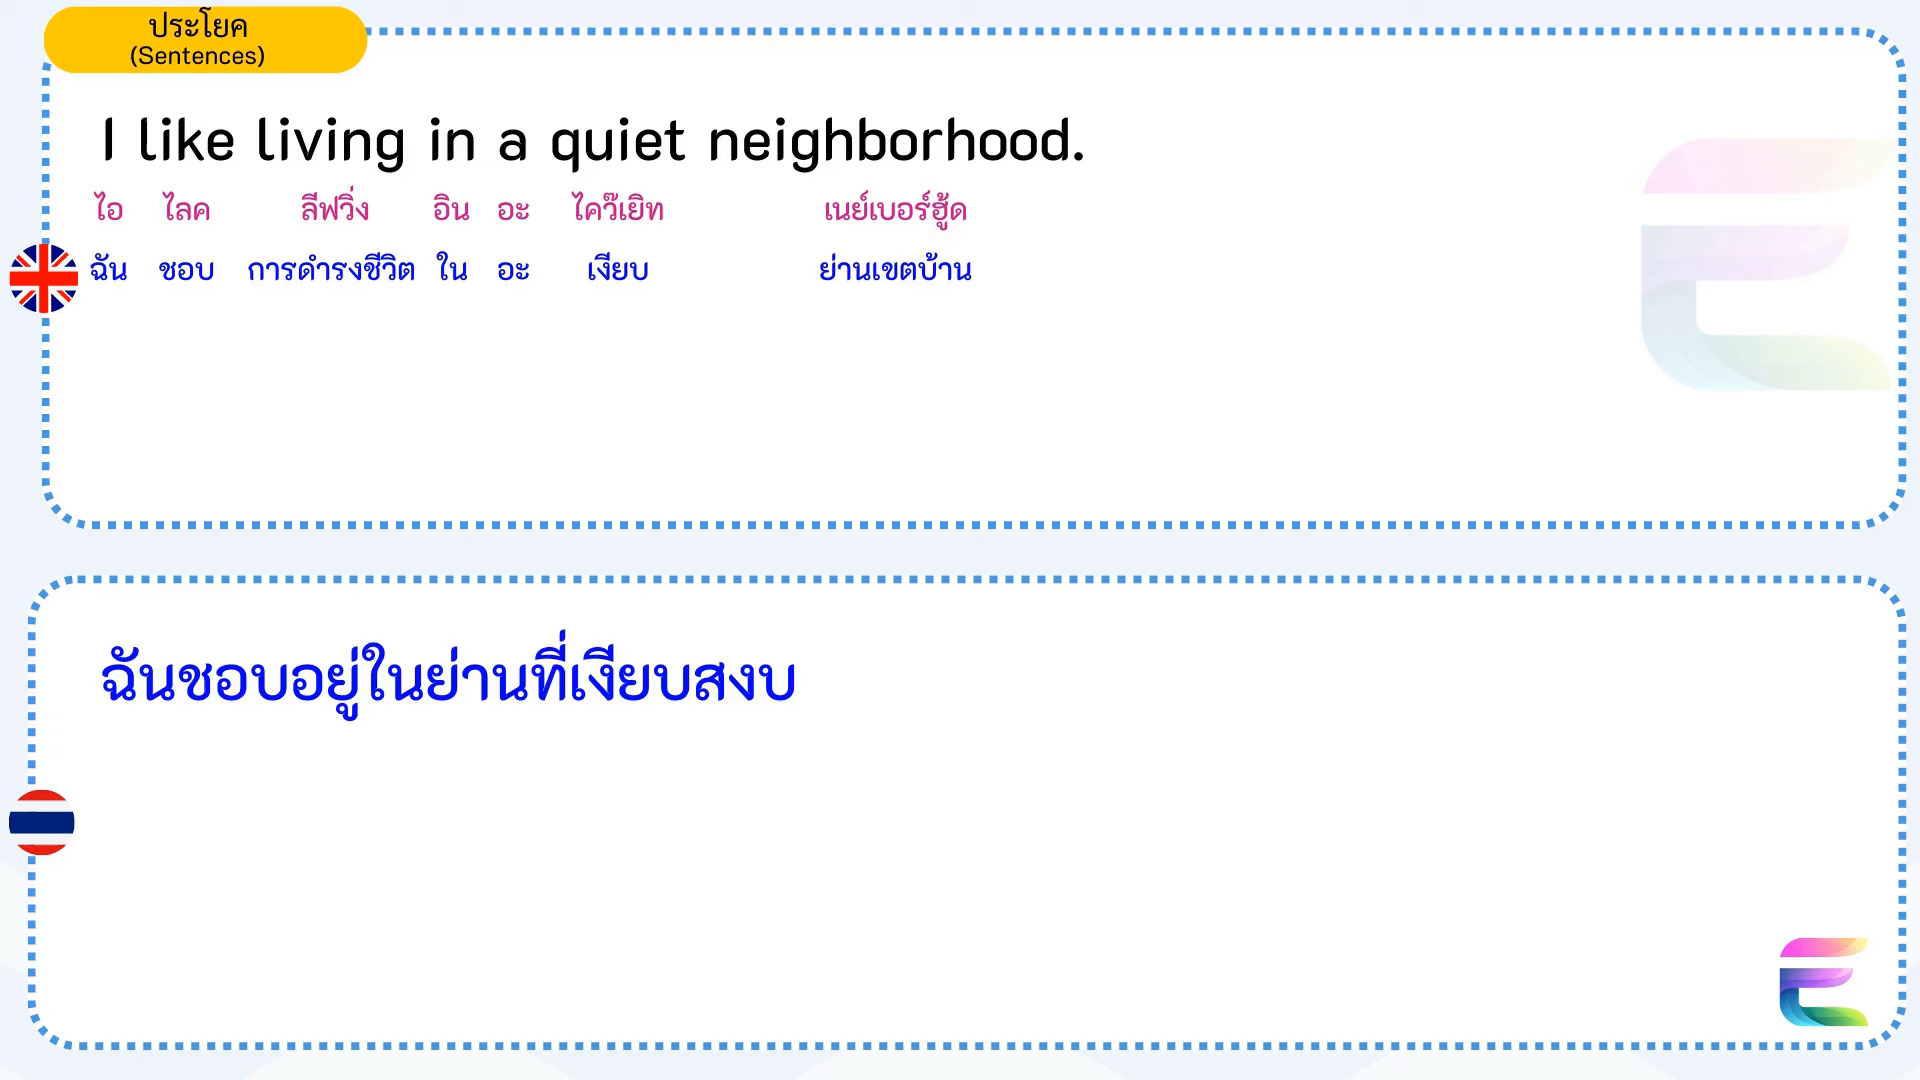 ประโยค
(Sentences)
I like living in a quiet neighborhood.
ไอ ไลค ลีฟวิ่ง อิน อะ ไคว๊เยิท เนย์เบอร์ฮู้ด
ฉัน ชอบ การดำรงชีวิต ใน อะ เงียบ ย่านเขตบ้าน
ฉันชอบอยู่ในย่านที่เงียบสงบ